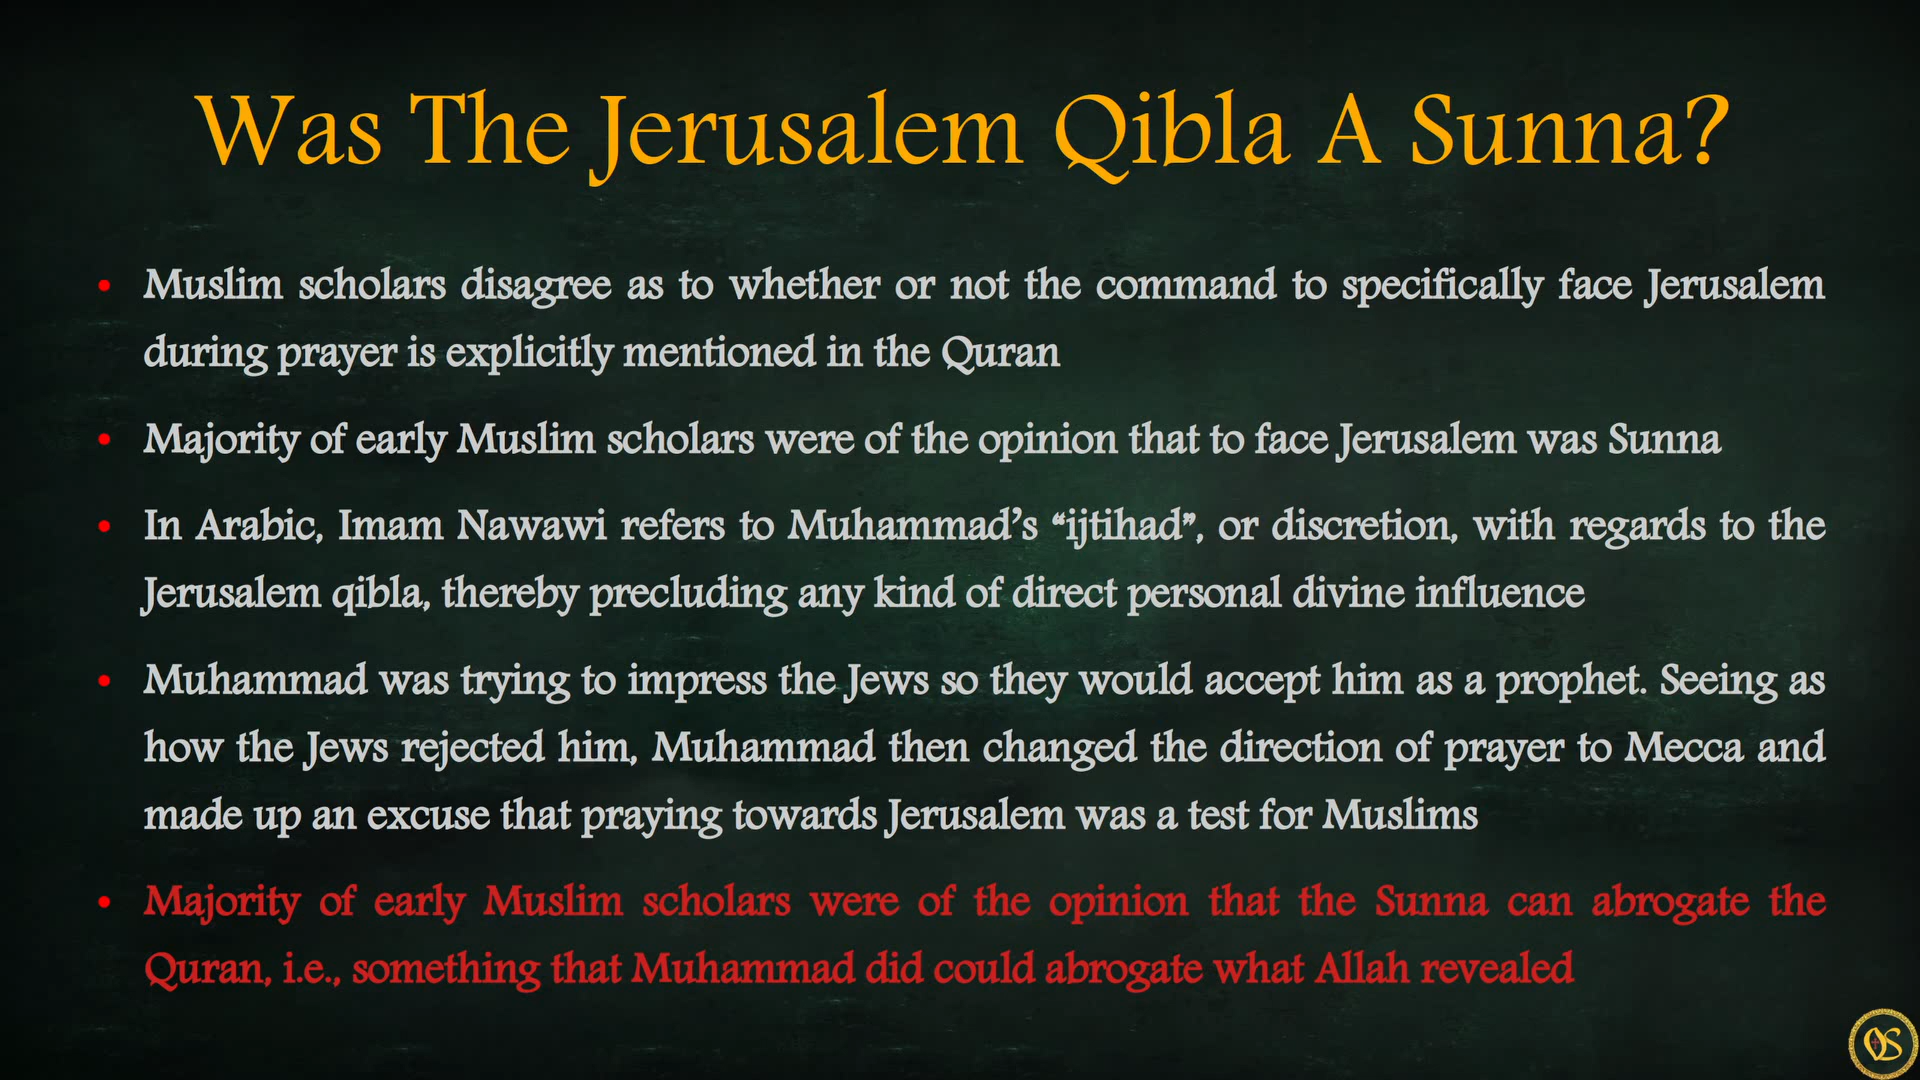 Was The Jerusalem Qibla A Sunna?
• Muslim scholars disagree as to whether or not the command to specifically face Jerusalem
during prayer is explicitly mentioned in the Quran
• Majority of early Muslim scholars were of the opinion that to face Jerusalem was Sunna
• In Arabic, Imam Nawawi refers to Muhammad’s “ijtihad”, or discretion, with regards to the
Jerusalem qibla, thereby precluding any kind of direct personal divine influence
• Muhammad was trying to impress the Jews so they would accept him as a prophet. Seeing as
how the Jews rejected him, Muhammad then changed the direction of prayer to Mecca and
made up an excuse that praying towards Jerusalem was a test for Muslims
• Majority of early Muslim scholars were of the opinion that the Sunna can abrogate the
Quran, i.e., something that Muhammad did could abrogate what Allah revealed